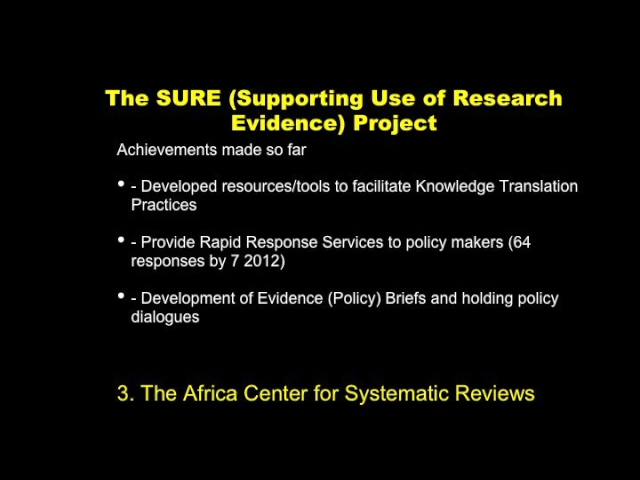 The SURE (Supporting Use of Research
Evidence) Project
Achievements made so far
• - Developed resources/tools to facilitate Knowledge Translation
Practices
• - Provide Rapid Response Services to policy makers (64
responses by 7 2012)
• - Development of Evidence (Policy) Briefs and holding policy
dialogues
3. The Africa Center for Systematic Reviews